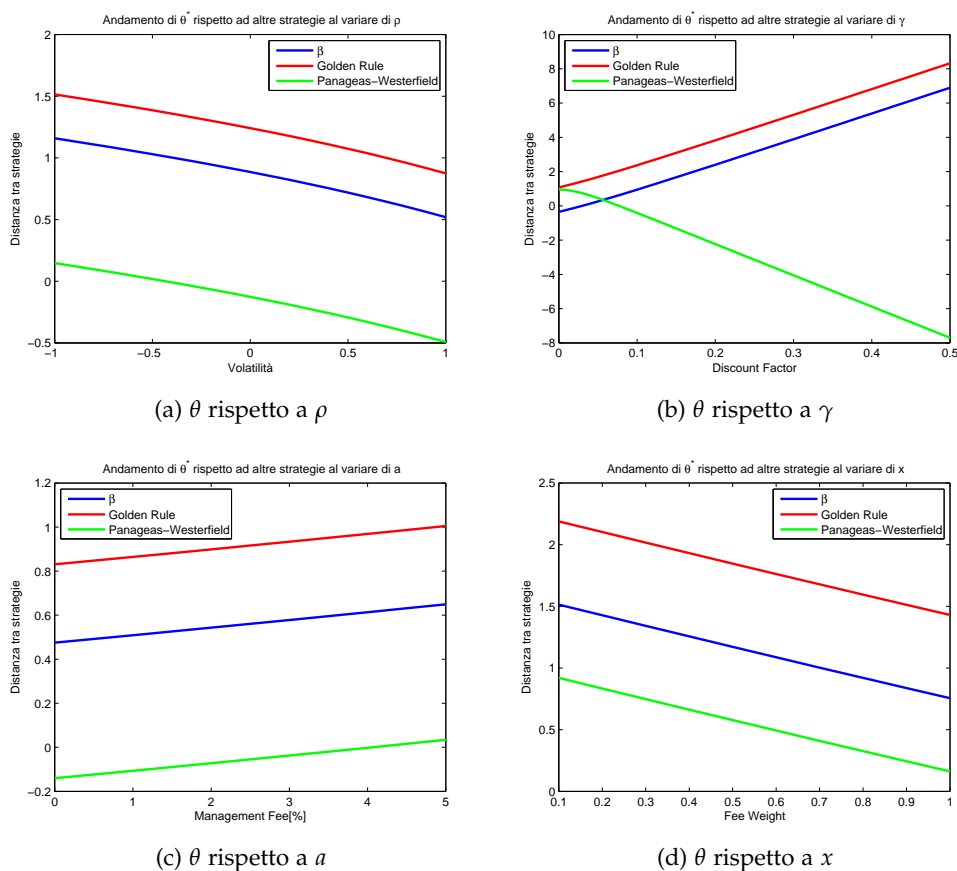 Andamento di θ* rispetto ad altre strategie al variare di ρ
2
1.5
1
0.5
0
−0.5
Distanza tra strategie
β
Golden Rule
Panageas−Westerfield
−1
−0.5
0
0.5
1
Volatilità
(a) θ rispetto a ρ
Andamento di θ* rispetto ad altre strategie al variare di γ
10
8
6
4
2
0
−2
−4
−6
−8
Distanza tra strategie
β
Golden Rule
Panageas−Westerfield
0
0.1
0.2
0.3
0.4
0.5
Discount Factor
(b) θ rispetto a γ
Andamento di θ* rispetto ad altre strategie al variare di a
1.2
1
0.8
0.6
0.4
0.2
0
−0.2
Distanza tra strategie
β
Golden Rule
Panageas−Westerfield
0
1
2
3
4
5
Management Fee[%]
(c) θ rispetto a a
Andamento di θ* rispetto ad altre strategie al variare di x
2.5
2
1.5
1
0.5
0
Distanza tra strategie
β
Golden Rule
Panageas−Westerfield
0.1
0.2
0.3
0.4
0.5
0.6
0.7
0.8
0.9
1
Fee Weight
(d) θ rispetto a x